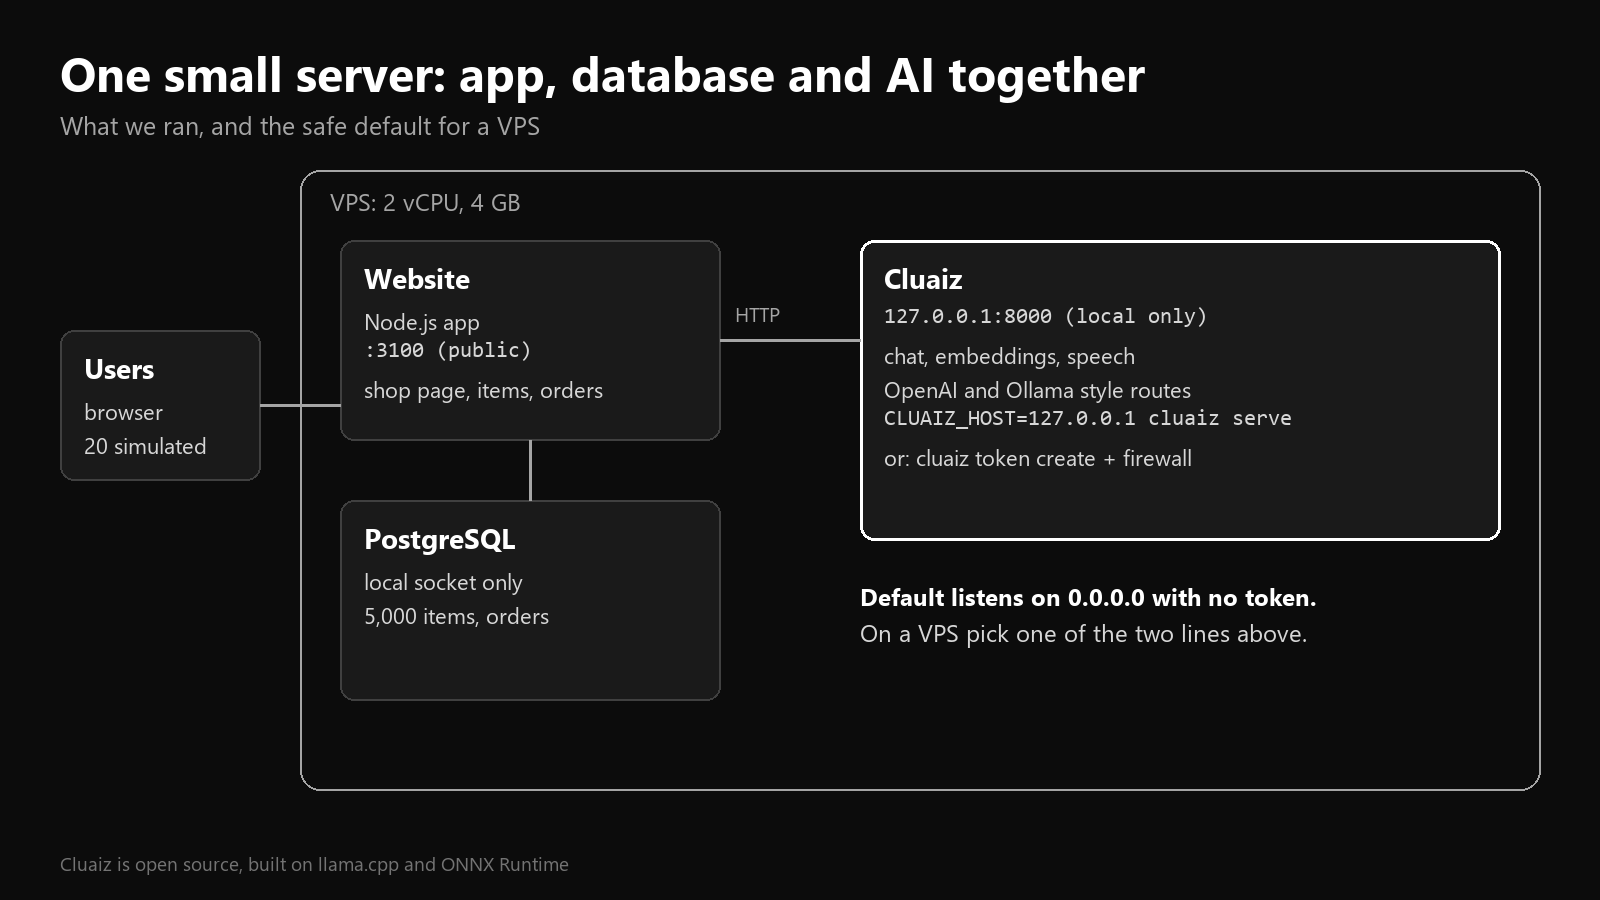 One small server: app, database and AI together
What we ran, and the safe default for a VPS
VPS: 2 vCPU, 4 GB
Users
browser
20 simulated
Website
Node.js app
:3100 (public)
shop page, items, orders
HTTP
PostgreSQL
local socket only
5,000 items, orders
Cluaiz
127.0.0.1:8000 (local only)
chat, embeddings, speech
OpenAI and Ollama style routes
CLUAIZ_HOST=127.0.0.1 cluaiz serve
or: cluaiz token create + firewall
Default listens on 0.0.0.0 with no token.
On a VPS pick one of the two lines above.
Cluaiz is open source, built on llama.cpp and ONNX Runtime